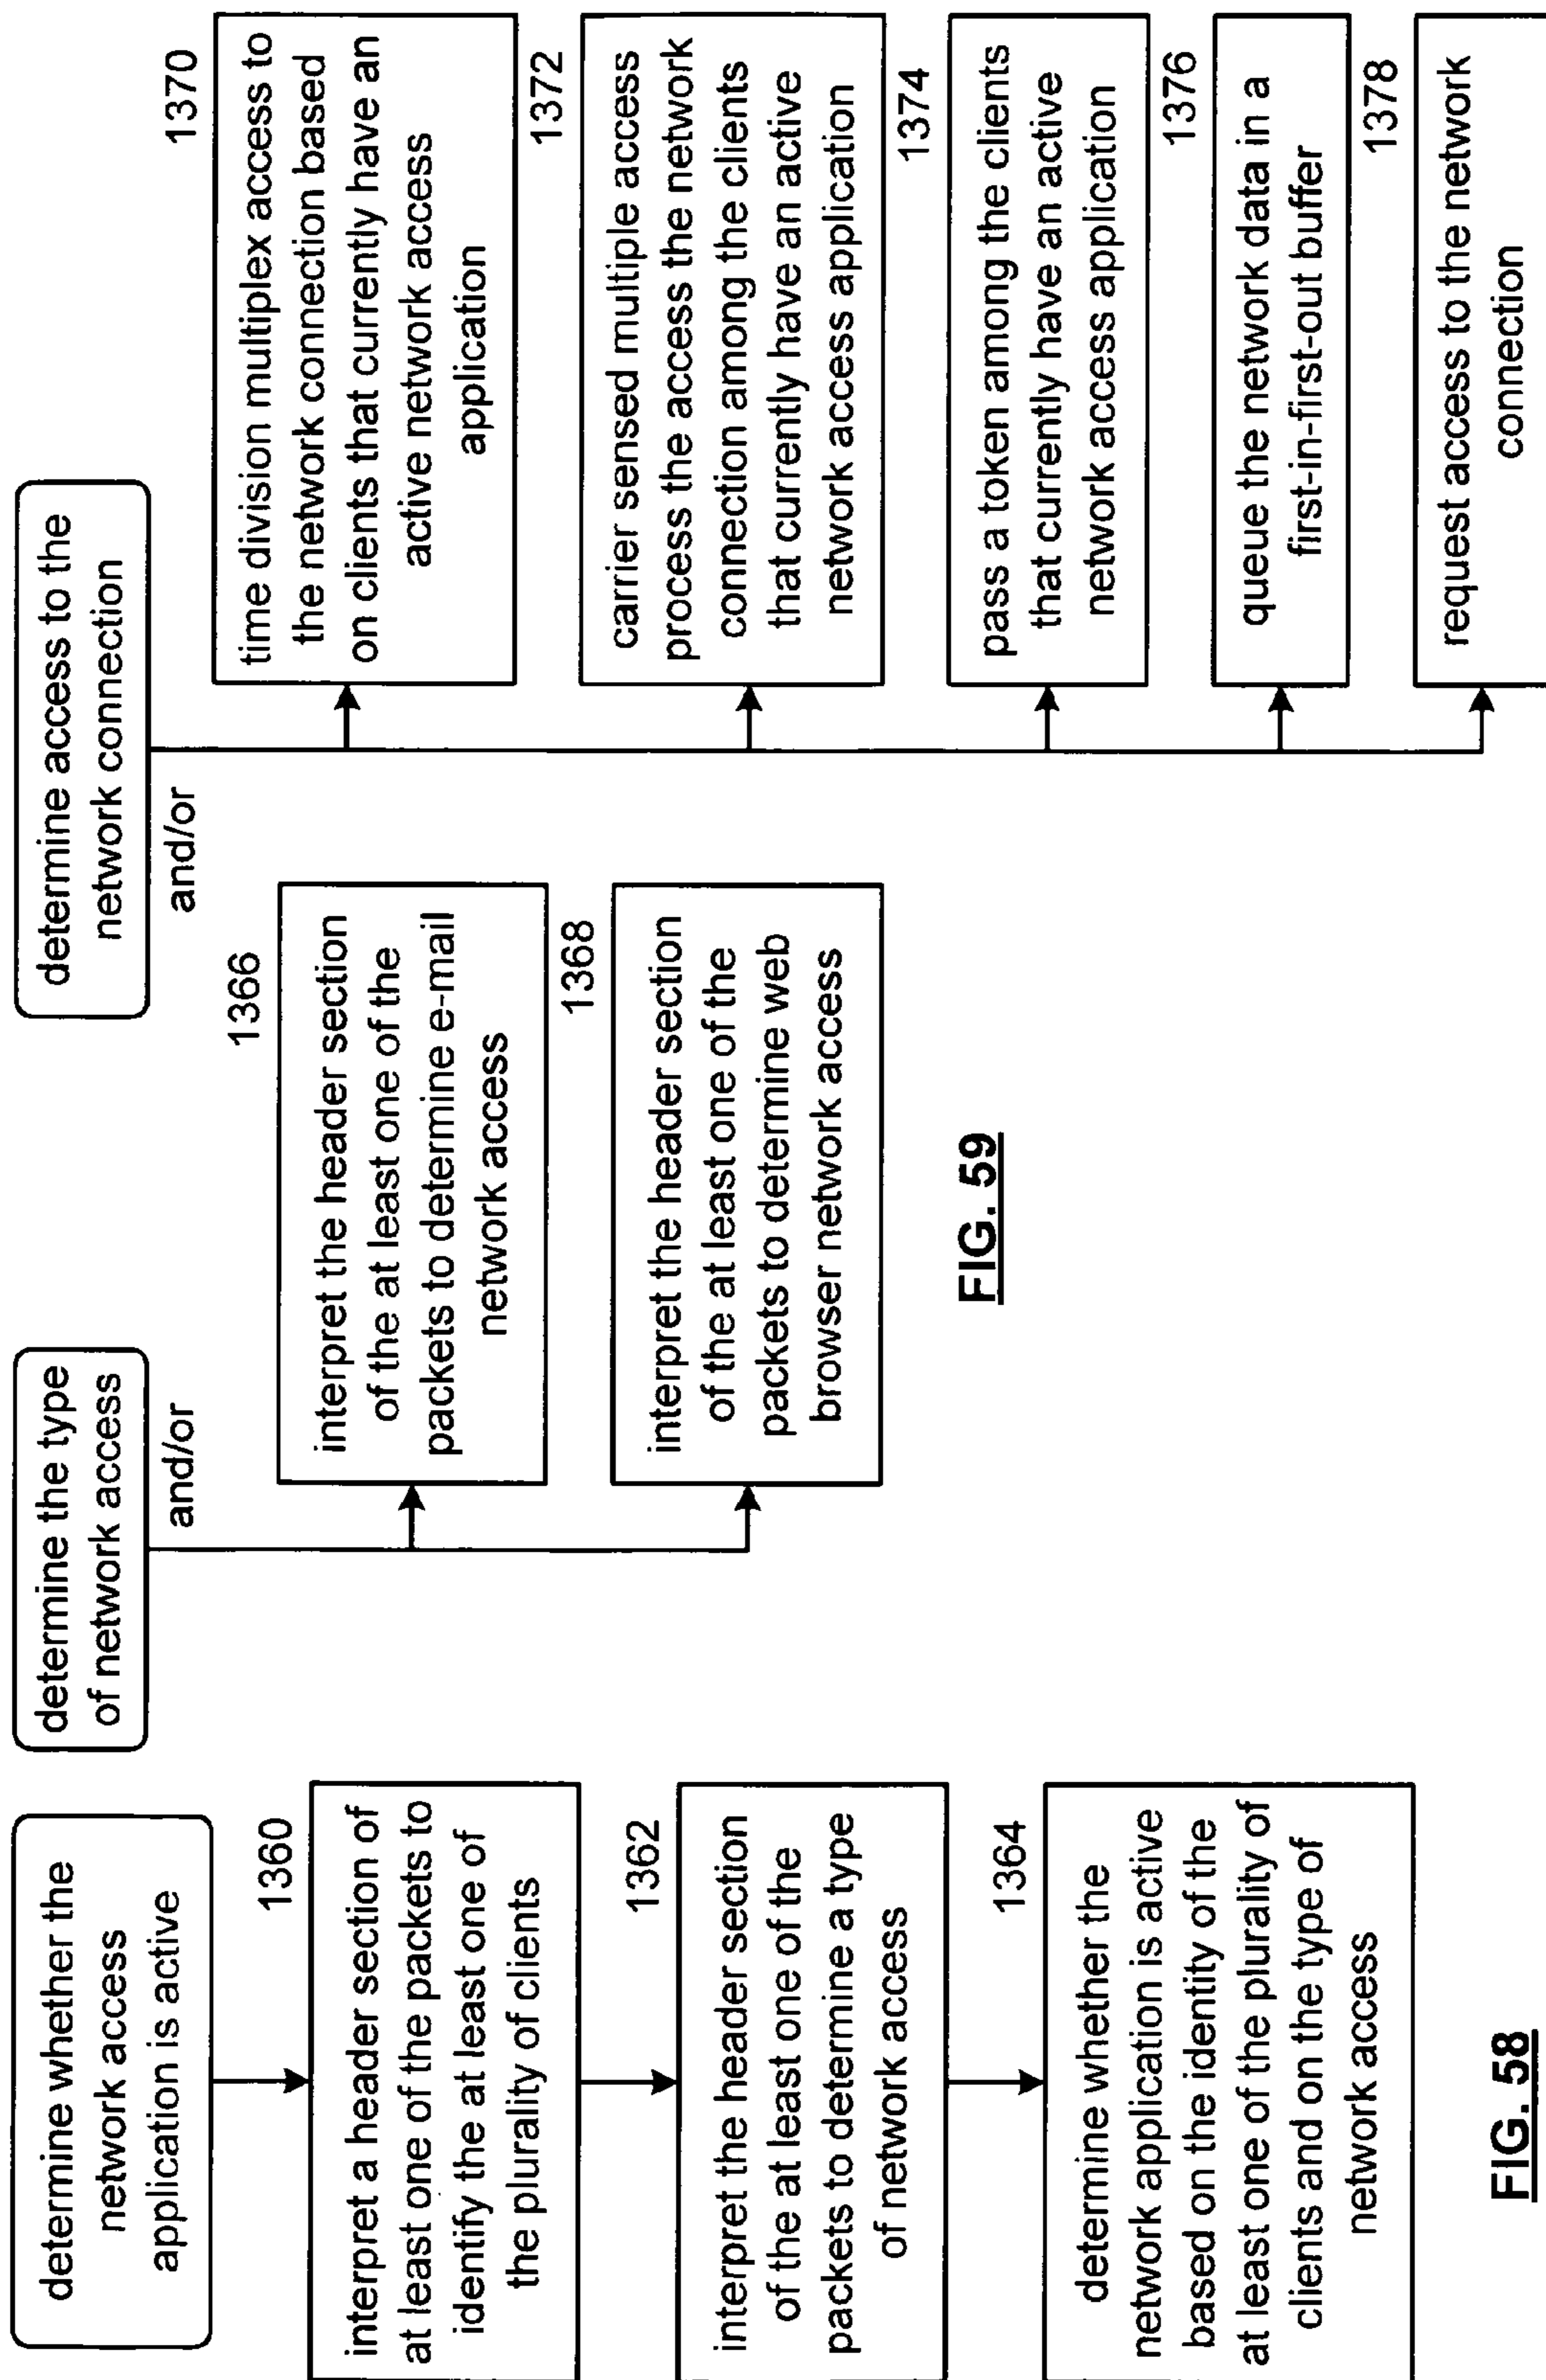 determine whether the
network access
application is active
1360
interpret a header section of
at least one of the packets to
identify the at least one of
the plurality of clients
1362
interpret the header section
of the at least one of the
packets to determine a type
of network access
1364
determine whether the
network application is active
based on the identity of the
at least one of the plurality of
clients and on the type of
network access
FIG. 58
determine the type
of network access
and/or
1366
interpret the header section
of the at least one of the
packets to determine e-mail
network access
1368
interpret the header section
of the at least one of the
packets to determine web
browser network access
FIG. 59
determine access to the
network connection
and/or
1370
time division multiplex access to
the network connection based
on clients that currently have an
active network access
application
1372
carrier sensed multiple access
process the access the network
connection among the clients
that currently have an active
network access application
1374
pass a token among the clients
that currently have an active
network access application
1376
queue the network data in a
first-in-first-out buffer
1378
request access to the network
connection